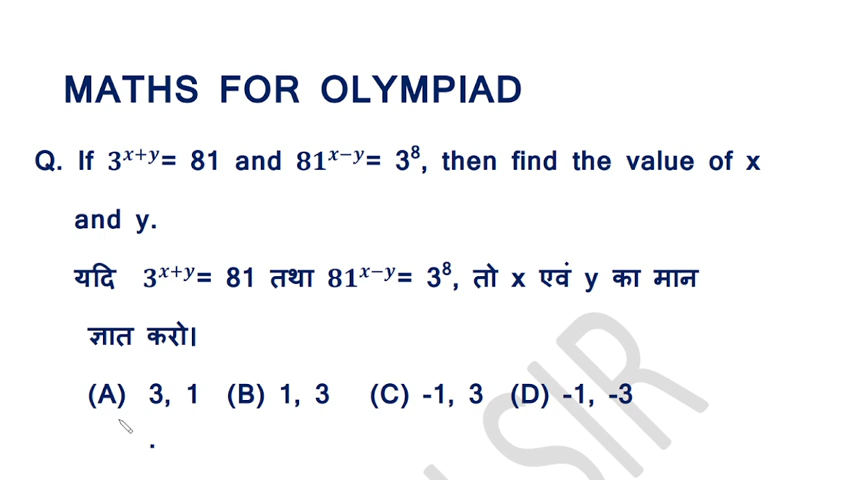 MATHS FOR OLYMPIAD
Q. If 3^{x+y}= 81 and 81^{x−y}= 3^8, then find the value of x
and y.
यदि 3^{x+y}= 81 तथा 81^{x−y}= 3^8, तो x एवं y का मान
ज्ञात करो।
(A) 3, 1 (B) 1, 3 (C) -1, 3 (D) -1, -3
.
SIR